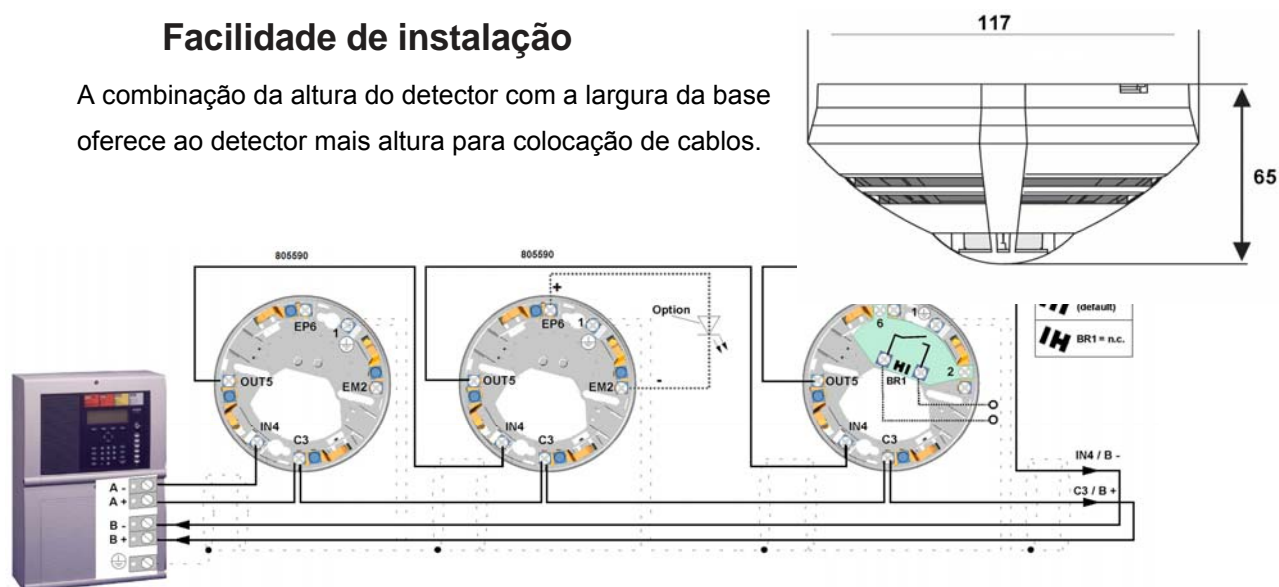 Facilidade de instalação
A combinação da altura do detector com a largura da base
oferece ao detector mais altura para colocação de cablos.
117
65
805590
805590
Option
+
-
EP6
1
OUT5
EM2
IN4
C3
EP6
1
OUT5
EM2
IN4
C3
6
1
OUT5
2
BR1
IN4
C3
(default)
BR1 = n.c.
IN4 / B -
C3 / B +
A -
A +
B -
B +